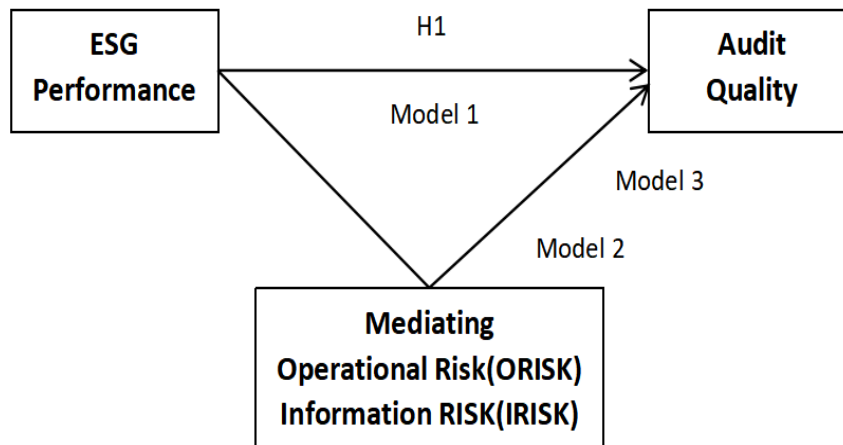 H1
ESG
Performance
Audit
Quality
Model 1
Model 3
Model 2
Mediating
Operational Risk(ORISK)
Information RISK(IRISK)